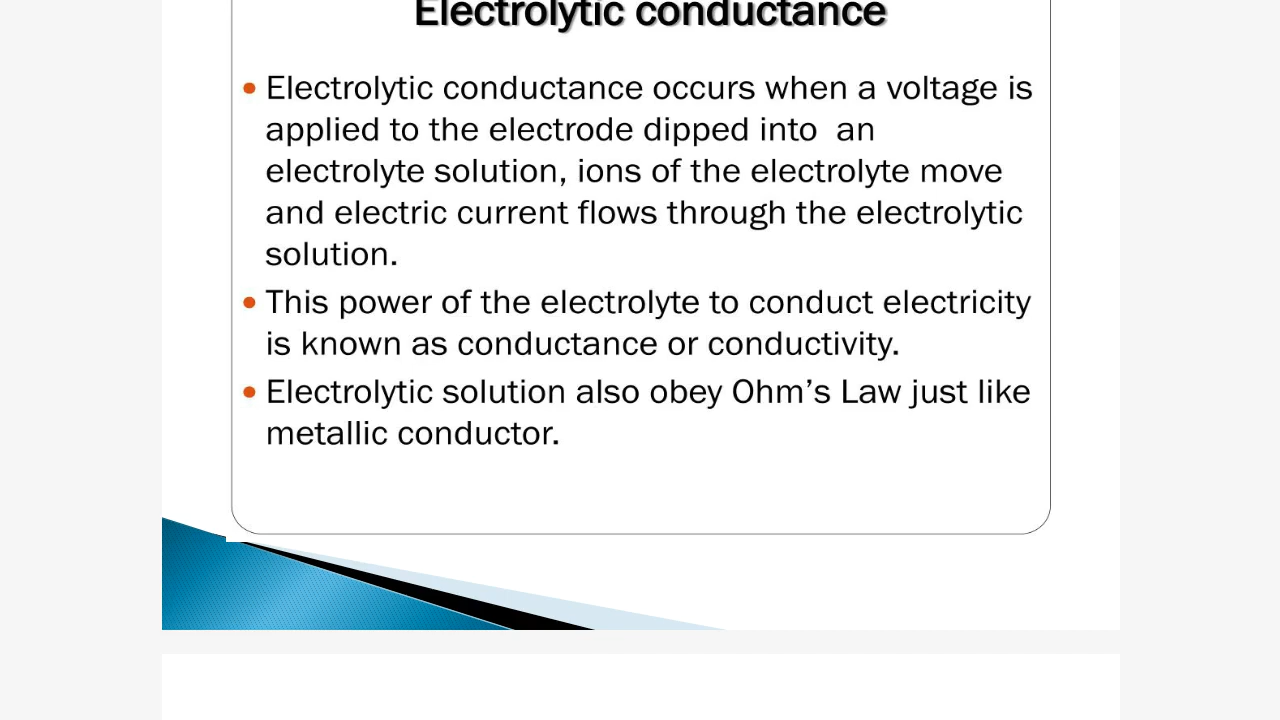 Electrolytic conductance
• Electrolytic conductance occurs when a voltage is
applied to the electrode dipped into  an
electrolyte solution, ions of the electrolyte move
and electric current flows through the electrolytic
solution.
• This power of the electrolyte to conduct electricity
is known as conductance or conductivity.
• Electrolytic solution also obey Ohm’s Law just like
metallic conductor.